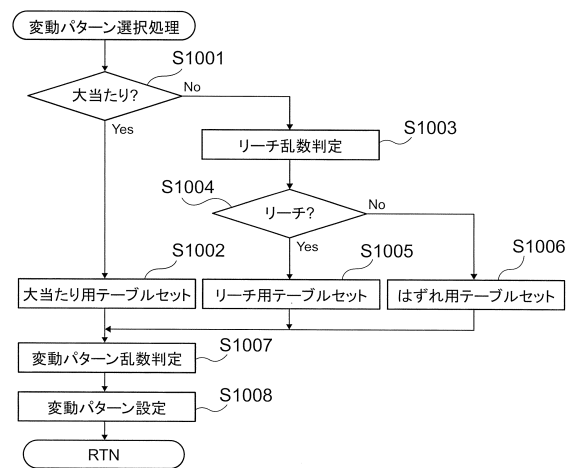 変動パターン選択処理
S1001
大当たり?
No
Yes
S1003
リーチ乱数判定
S1004
リーチ?
No
Yes
S1002
S1005
S1006
大当たり用テーブルセット
リーチ用テーブルセット
はずれ用テーブルセット
S1007
変動パターン乱数判定
S1008
変動パターン設定
RTN